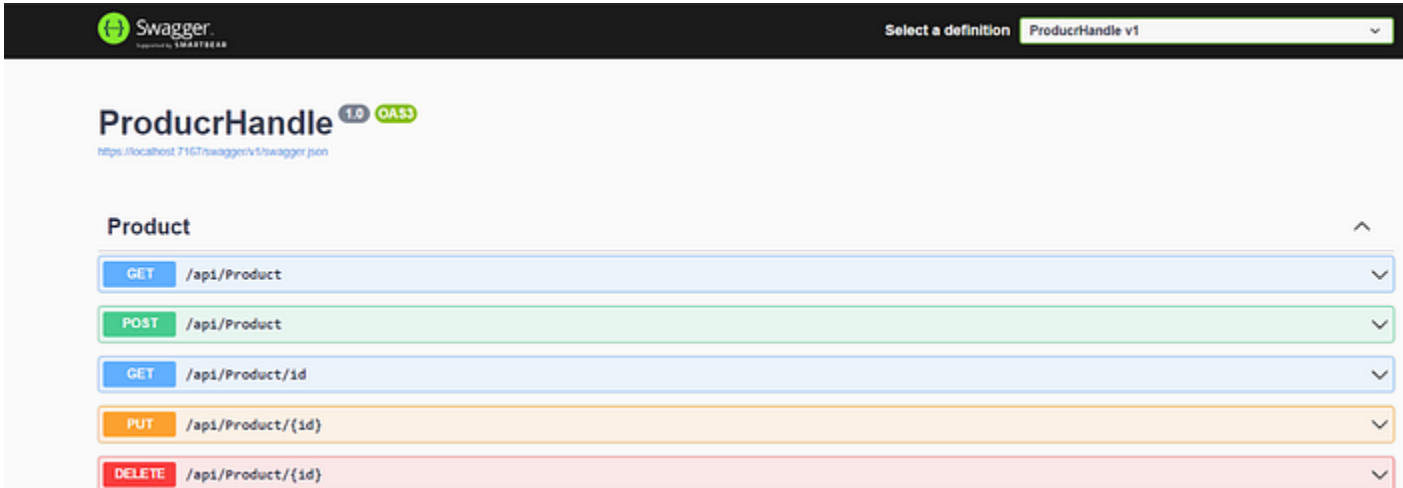 Swagger.
Supported by SMARTBEAR
Select a definition
ProducrHandle v1
ProducrHandle 1.0 OAS3
https://localhost:7167/swagger/v1/swagger.json
Product
GET /api/Product
POST /api/Product
GET /api/Product/id
PUT /api/Product/{id}
DELETE /api/Product/{id}